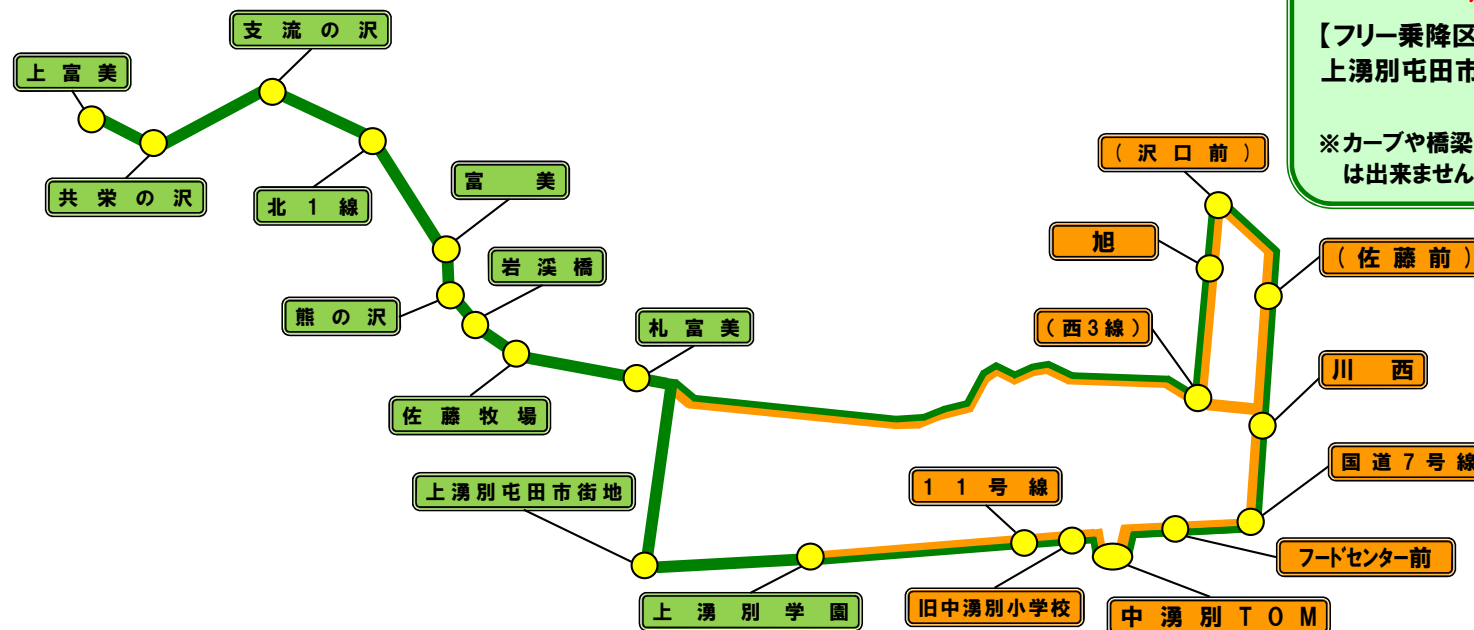 支流の沢
上富美
共栄の沢
北1線
富美
岩渓橋
熊の沢
札富美
佐藤牧場
上湧別屯田市街地
上湧別学園
11号線
旧中湧別小学校
中湧別TOM
フードセンター前
国道7号線
川西
(佐藤前)
(沢口前)
旭
(西3線)
【フリー乗降区
上湧別屯田市
※カーブや橋梁
は出来ません